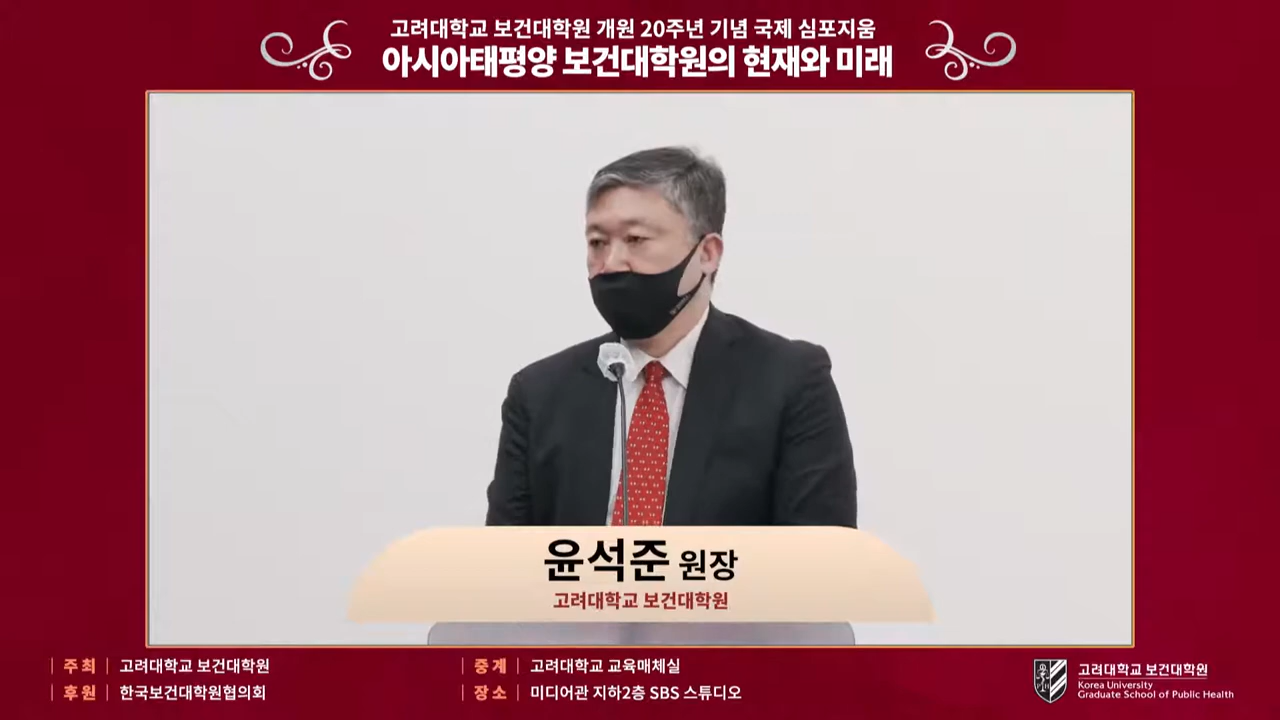 고려대학교 보건대학원 개원 20주년 기념 국제 심포지움
아시아태평양 보건대학원의 현재와 미래
윤석준 원장
고려대학교 보건대학원
주최 고려대학교 보건대학원
후원 한국보건대학원협의회
중계 고려대학교 교육매체실
장소 미디어관 지하2층 SBS 스튜디오
고려대학교 보건대학원
Korea University
Graduate School of Public Health